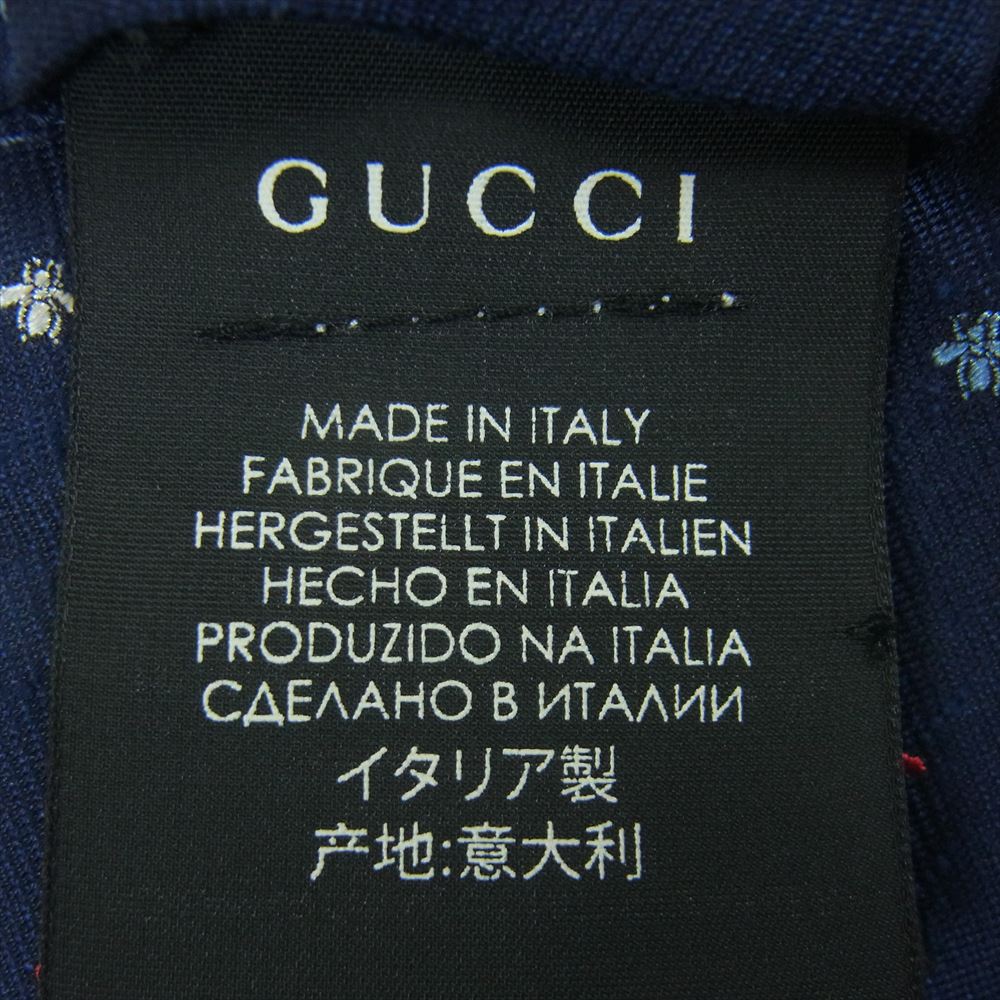 GUCCI
MADE IN ITALY
FABRIQUE EN ITALIE
HERGESTELLT IN ITALIEN
HECHO EN ITALIA
PRODUZIDO NA ITALIA
СДЕЛАНО В ИТАЛИИ
イタリア製
产地:意大利